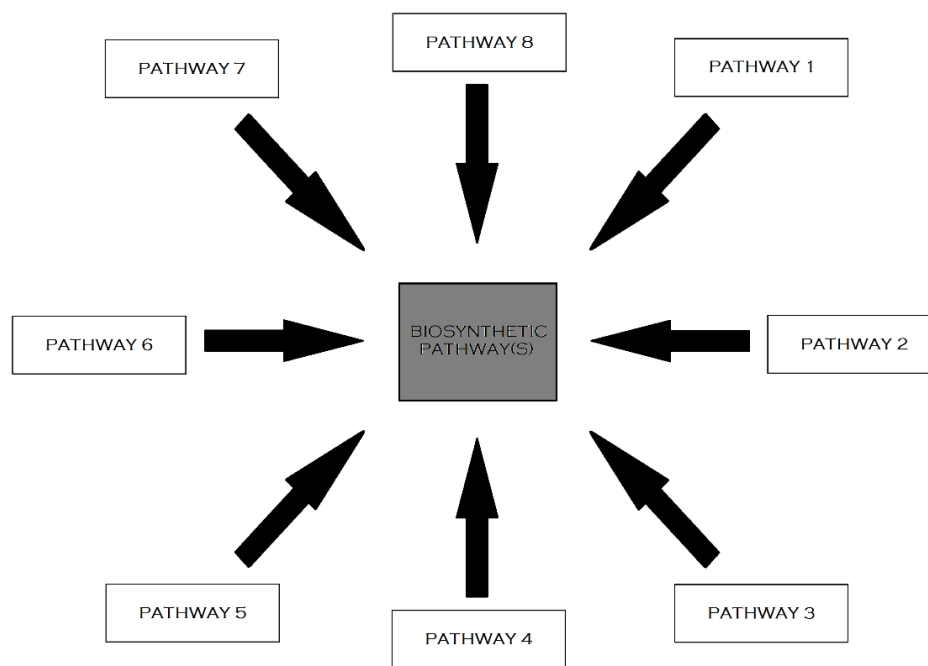 PATHWAY 8
PATHWAY 7
PATHWAY 1
BIOSYNTHETIC
PATHWAY(S)
PATHWAY 6
PATHWAY 2
PATHWAY 5
PATHWAY 3
PATHWAY 4